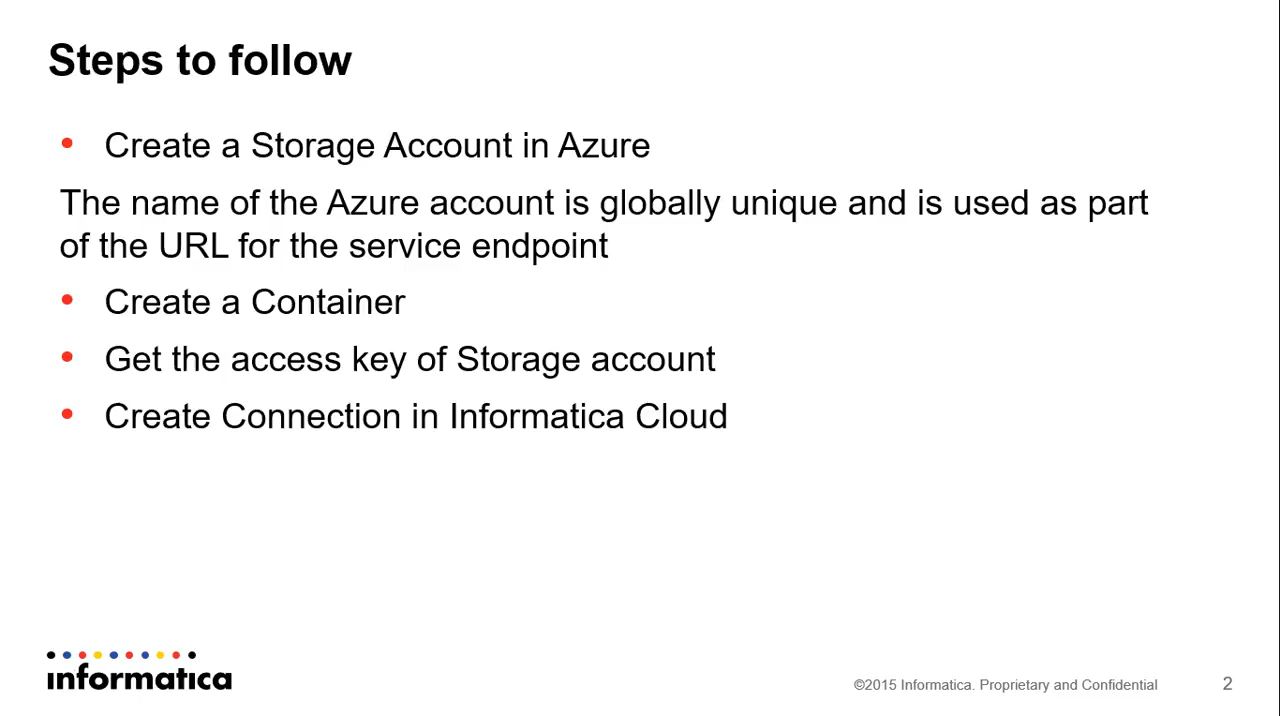 Steps to follow
• Create a Storage Account in Azure
The name of the Azure account is globally unique and is used as part
of the URL for the service endpoint
• Create a Container
• Get the access key of Storage account
• Create Connection in Informatica Cloud
informatica
©2015 Informatica. Proprietary and Confidential
2